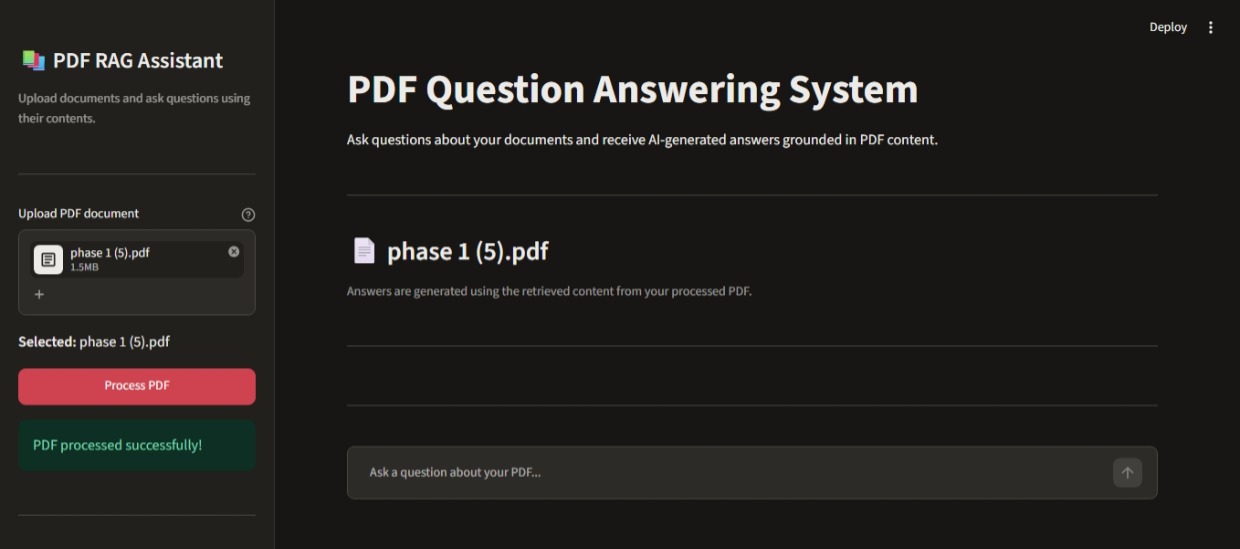 PDF RAG Assistant
Upload documents and ask questions using
their contents.
Upload PDF document
phase 1 (5).pdf
1.5MB
Selected: phase 1 (5).pdf
Process PDF
PDF processed successfully!
Deploy
PDF Question Answering System
Ask questions about your documents and receive AI-generated answers grounded in PDF content.
phase 1 (5).pdf
Answers are generated using the retrieved content from your processed PDF.
Ask a question about your PDF...